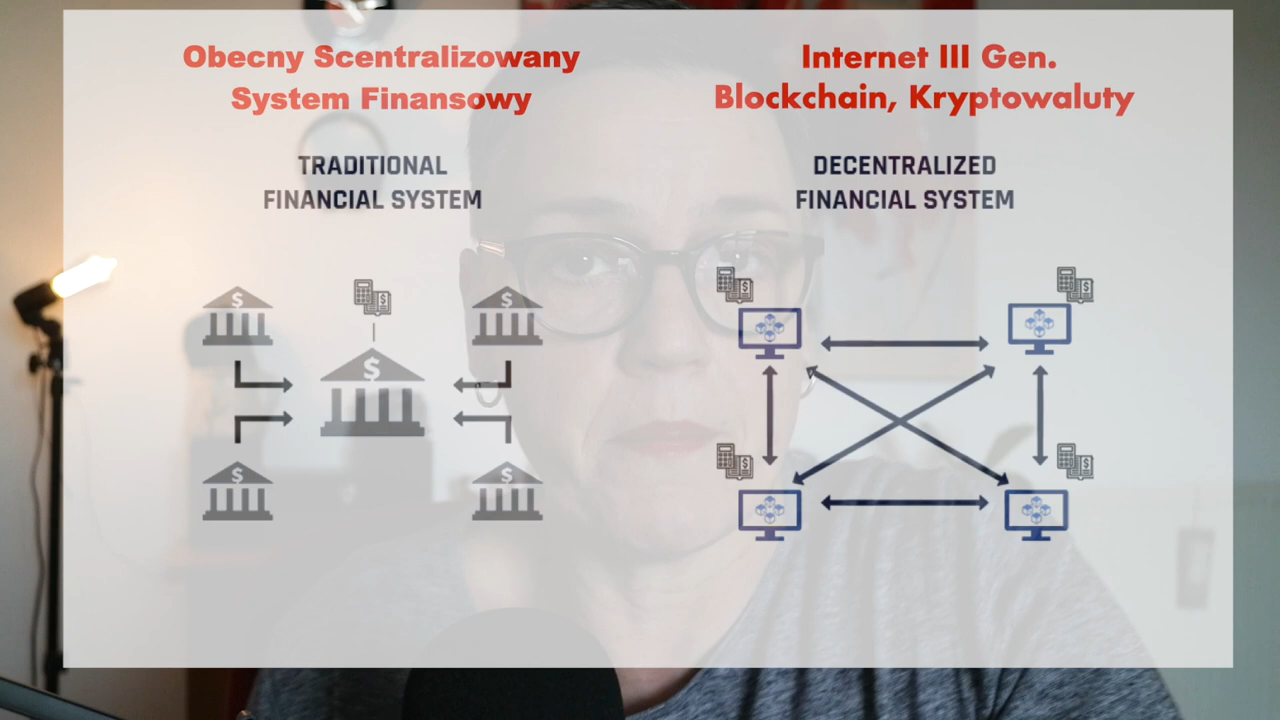 Obecny Scentralizowany
System Finansowy
TRADITIONAL
FINANCIAL SYSTEM
$
$
$
$
$
Internet III Gen.
Blockchain, Kryptowaluty
DECENTRALIZED
FINANCIAL SYSTEM